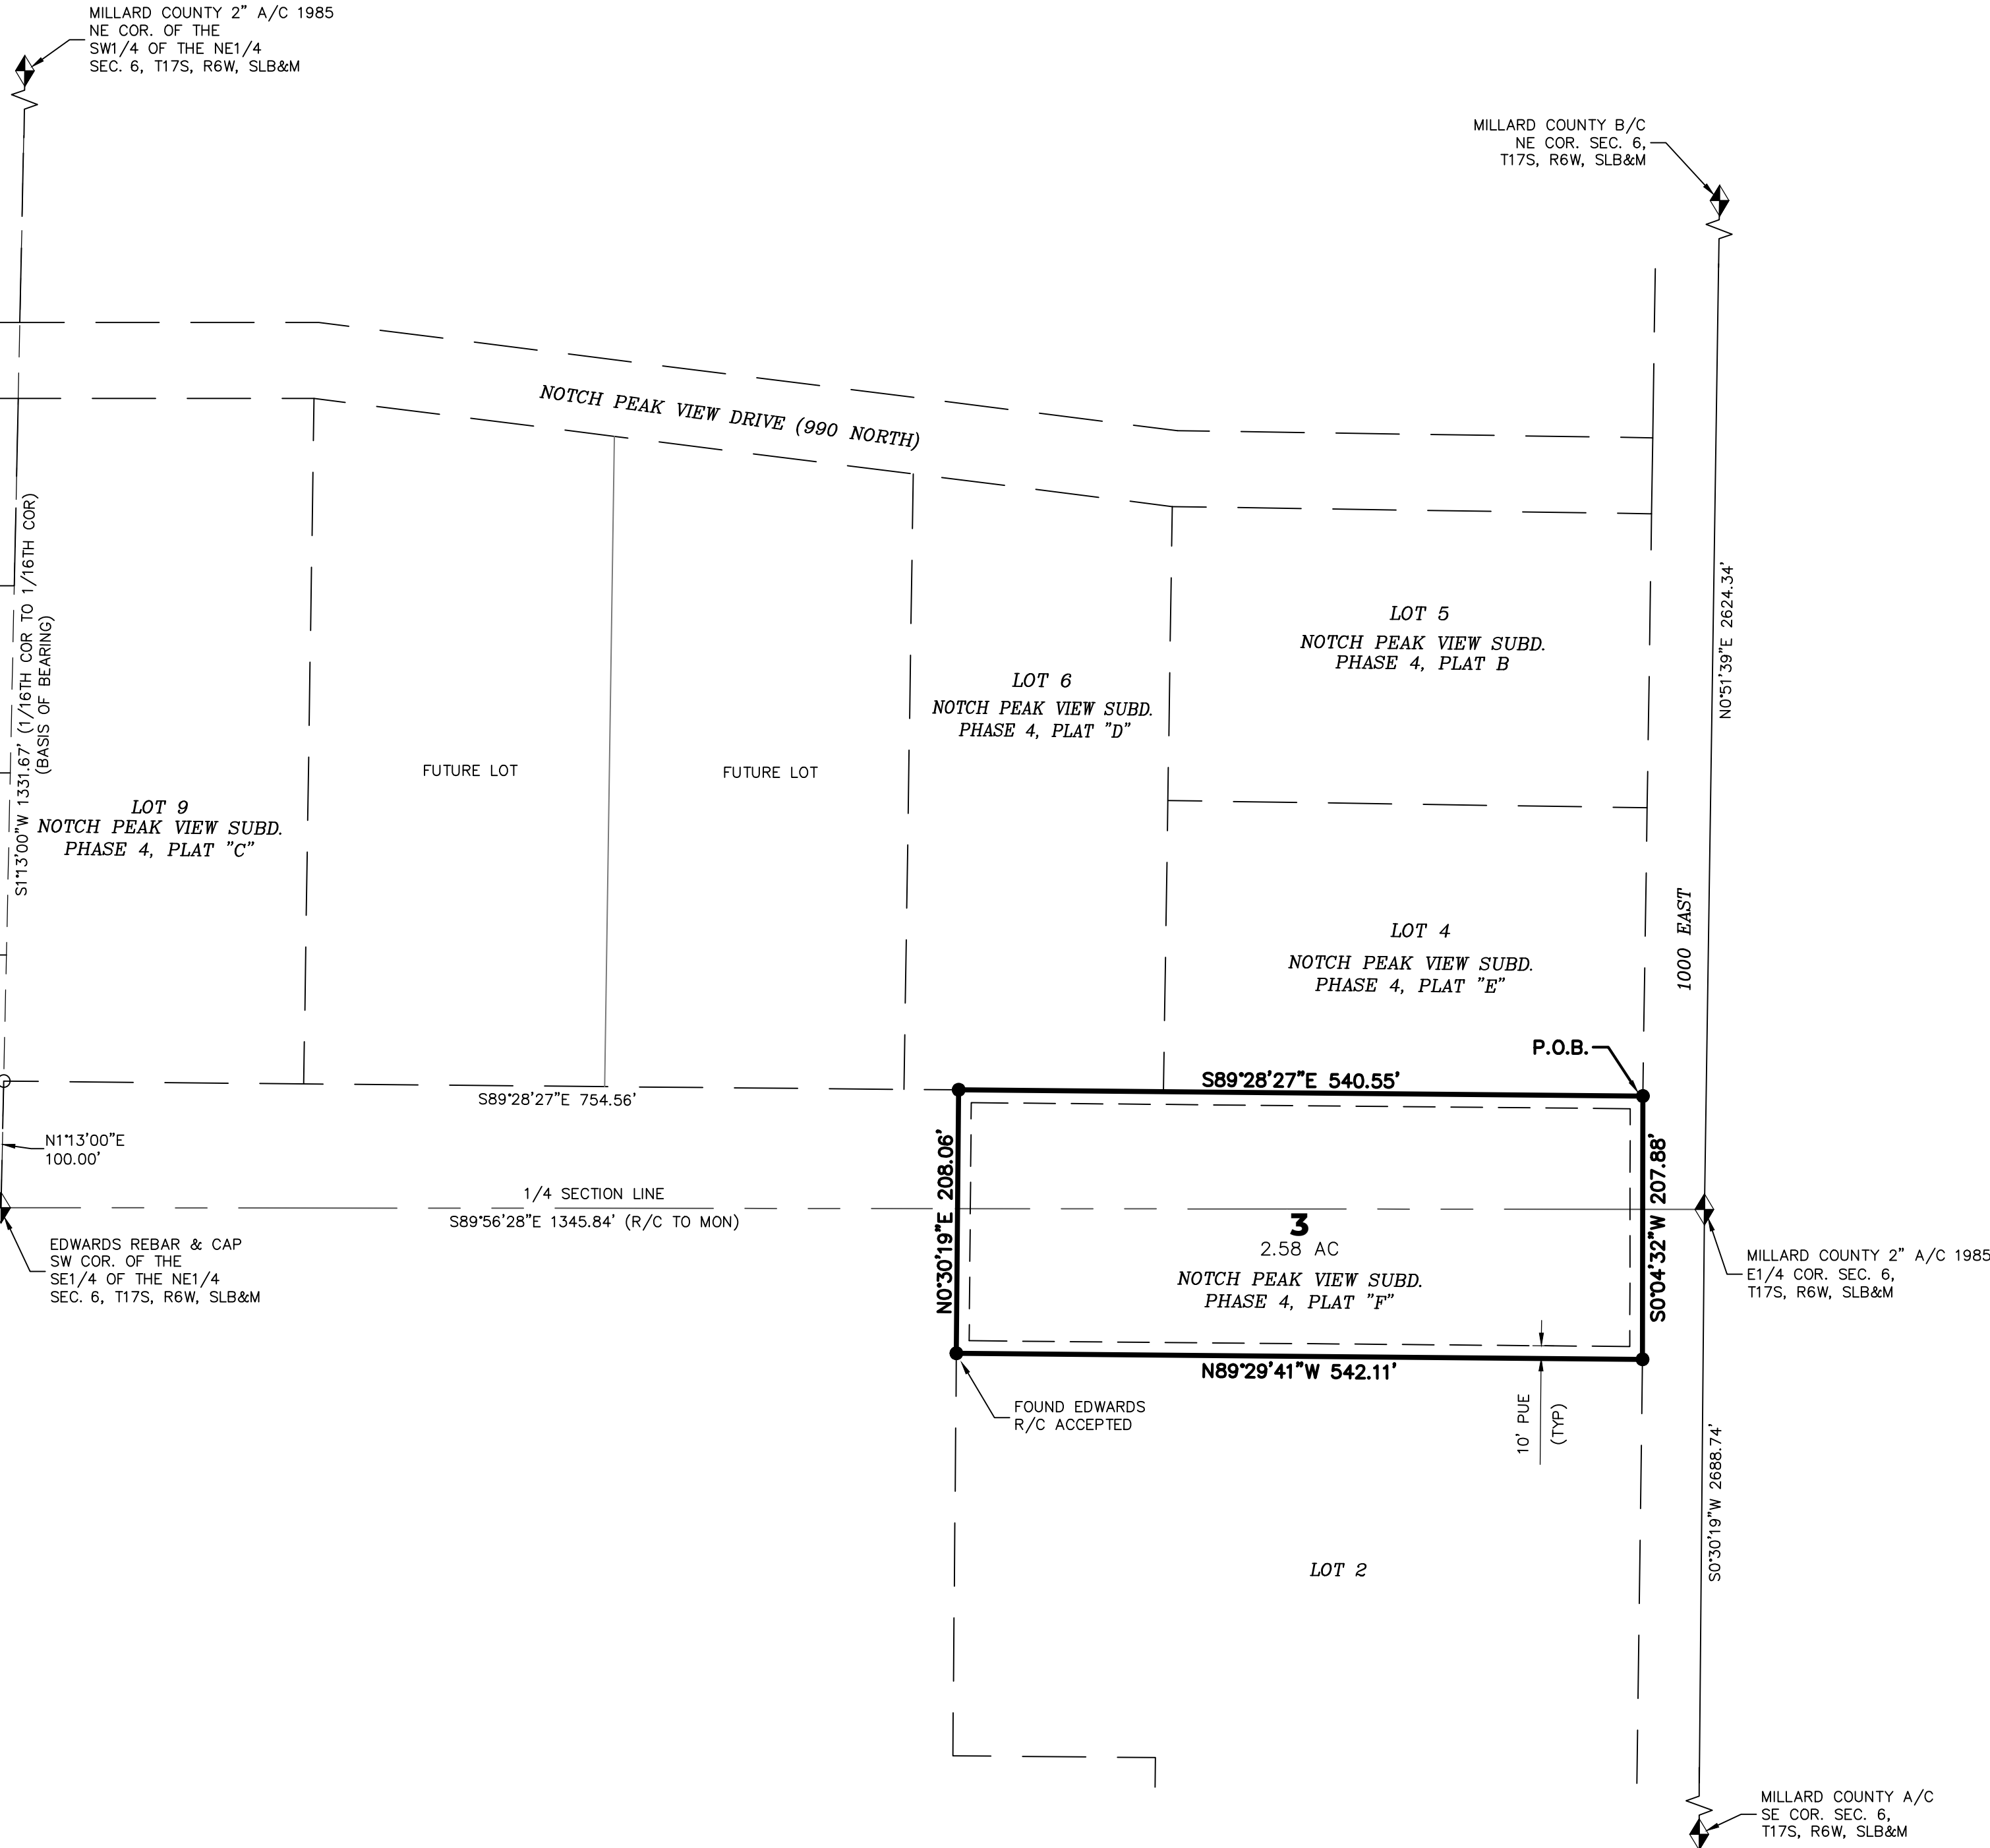 MILLARD COUNTY 2" A/C 1985
NE COR. OF THE
SW1/4 OF THE NE1/4
SEC. 6, T17S, R6W, SLB&M
MILLARD COUNTY B/C
NE COR. SEC. 6,
T17S, R6W, SLB&M
NOTCH PEAK VIEW DRIVE (990 NORTH)
S1°13'00"W 1331.67' (1/16TH COR TO 1/16TH COR)
(BASIS OF BEARING)
N0°51'39"E 2624.34'
LOT 5
NOTCH PEAK VIEW SUBD.
PHASE 4, PLAT B
LOT 6
NOTCH PEAK VIEW SUBD.
PHASE 4, PLAT "D"
FUTURE LOT
FUTURE LOT
LOT 9
NOTCH PEAK VIEW SUBD.
PHASE 4, PLAT "C"
LOT 4
NOTCH PEAK VIEW SUBD.
PHASE 4, PLAT "E"
1000 EAST
P.O.B.
S89°28'27"E 540.55'
S89°28'27"E 754.56'
N1°13'00"E
100.00'
N0°30'19"E 208.06'
S0°04'32"W 207.88'
1/4 SECTION LINE
S89°56'28"E 1345.84' (R/C TO MON)
3
2.58 AC
NOTCH PEAK VIEW SUBD.
PHASE 4, PLAT "F"
EDWARDS REBAR & CAP
SW COR. OF THE
SE1/4 OF THE NE1/4
SEC. 6, T17S, R6W, SLB&M
MILLARD COUNTY 2" A/C 1985
E1/4 COR. SEC. 6,
T17S, R6W, SLB&M
N89°29'41"W 542.11'
FOUND EDWARDS
R/C ACCEPTED
10' PUE
(TYP)
S0°30'19"W 2688.74'
LOT 2
MILLARD COUNTY A/C
SE COR. SEC. 6,
T17S, R6W, SLB&M